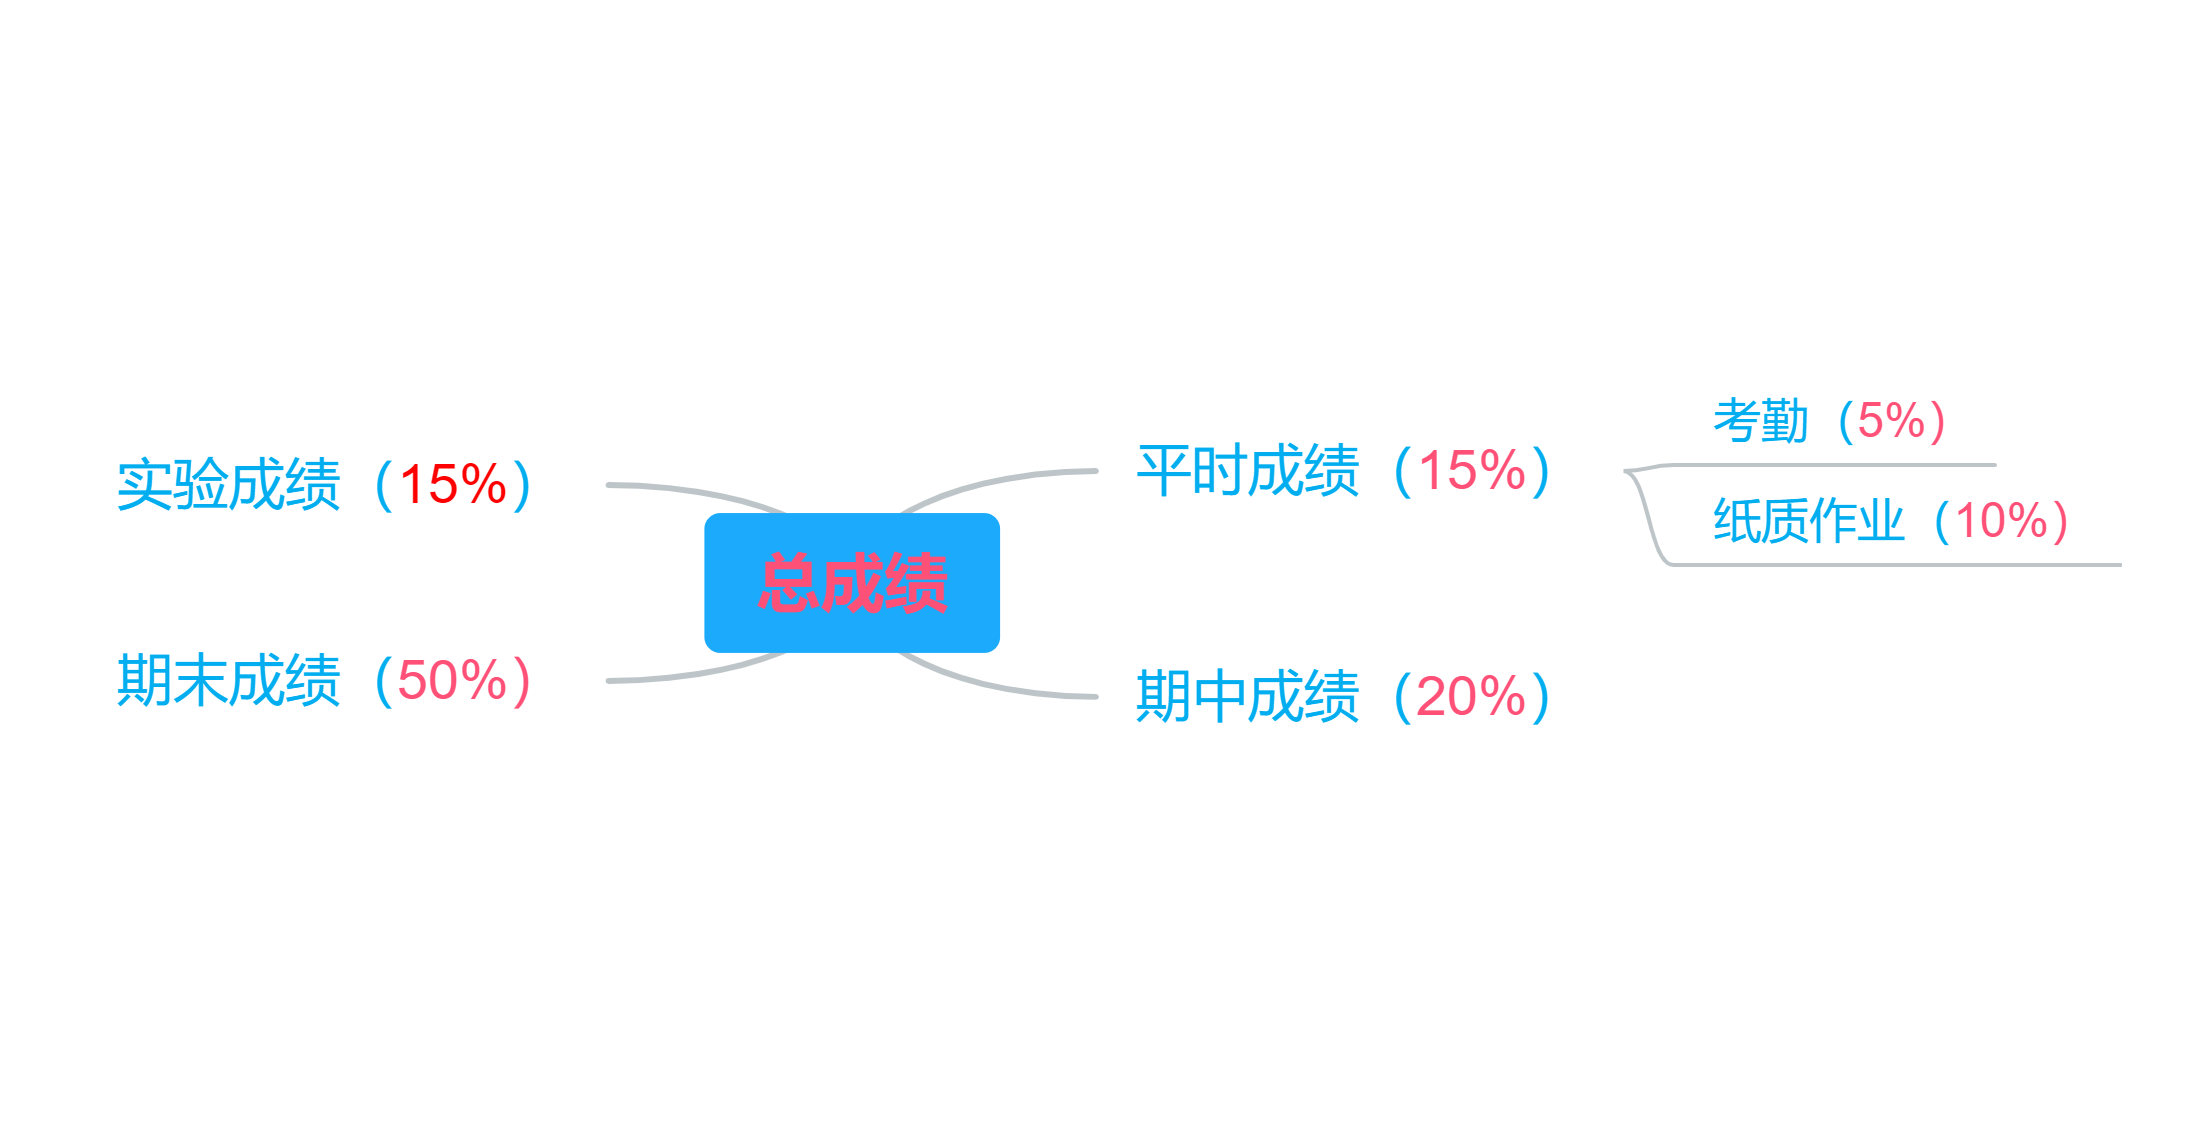 总成绩
平时成绩（15%）
考勤（5%）
纸质作业（10%）
期中成绩（20%）
实验成绩（15%）
期末成绩（50%）